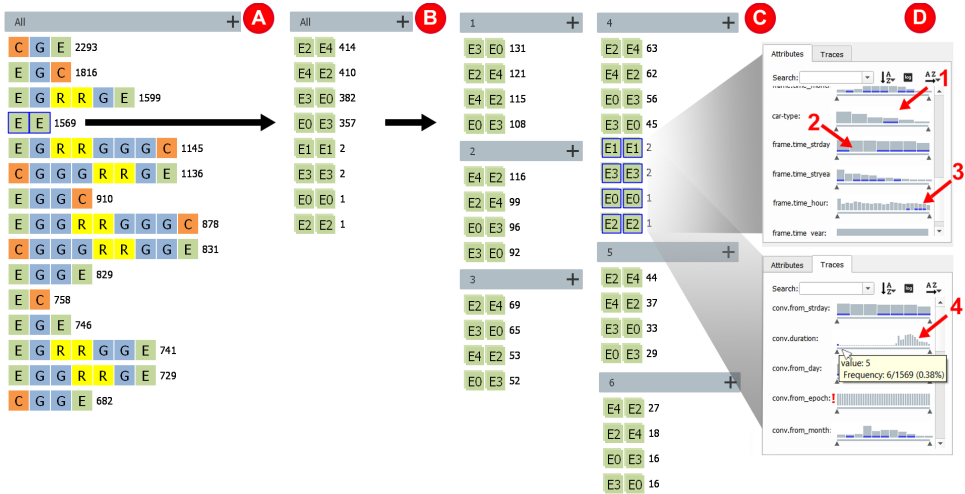 All + A
C G E 2293
E G C 1816
E G R R G E 1599
E E 1569
E G R R G G G C 1145
C G G G R R G E 1136
E G G C 910
E G G R R G G G C 878
C G G G R R G G E 831
E G G E 829
E C 758
E G E 746
E G R R G G E 741
E G G R R G E 729
C G G E 682
All + B
E2 E4 414
E4 E2 410
E3 E0 382
E0 E3 357
E1 E1 2
E3 E3 2
E0 E0 1
E2 E2 1
1 +
E3 E0 131
E2 E4 121
E4 E2 115
E0 E3 108
2 +
E4 E2 116
E2 E4 99
E0 E3 96
E3 E0 92
3 +
E2 E4 69
E0 E3 65
E4 E2 53
E3 E0 52
4 + C
E2 E4 63
E4 E2 62
E0 E3 56
E3 E0 45
E1 E1 2
E3 E3 2
E0 E0 1
E2 E2 1
5 +
E2 E4 44
E4 E2 37
E3 E0 33
E0 E3 29
6 +
E4 E2 27
E2 E4 18
E0 E3 16
E3 E0 16
D
Attributes Traces
Search: A Z log A Z
1
car-type:
2
frame.time_strday
frame.time_stryea
3
frame.time_hour:
frame.time_year:
Attributes Traces
Search: A Z log A Z
conv.from_strday:
4
conv.duration:
value: 5
Frequency: 6/1569 (0.38%)
conv.from_day:
conv.from_epoch: !
conv.from_month: